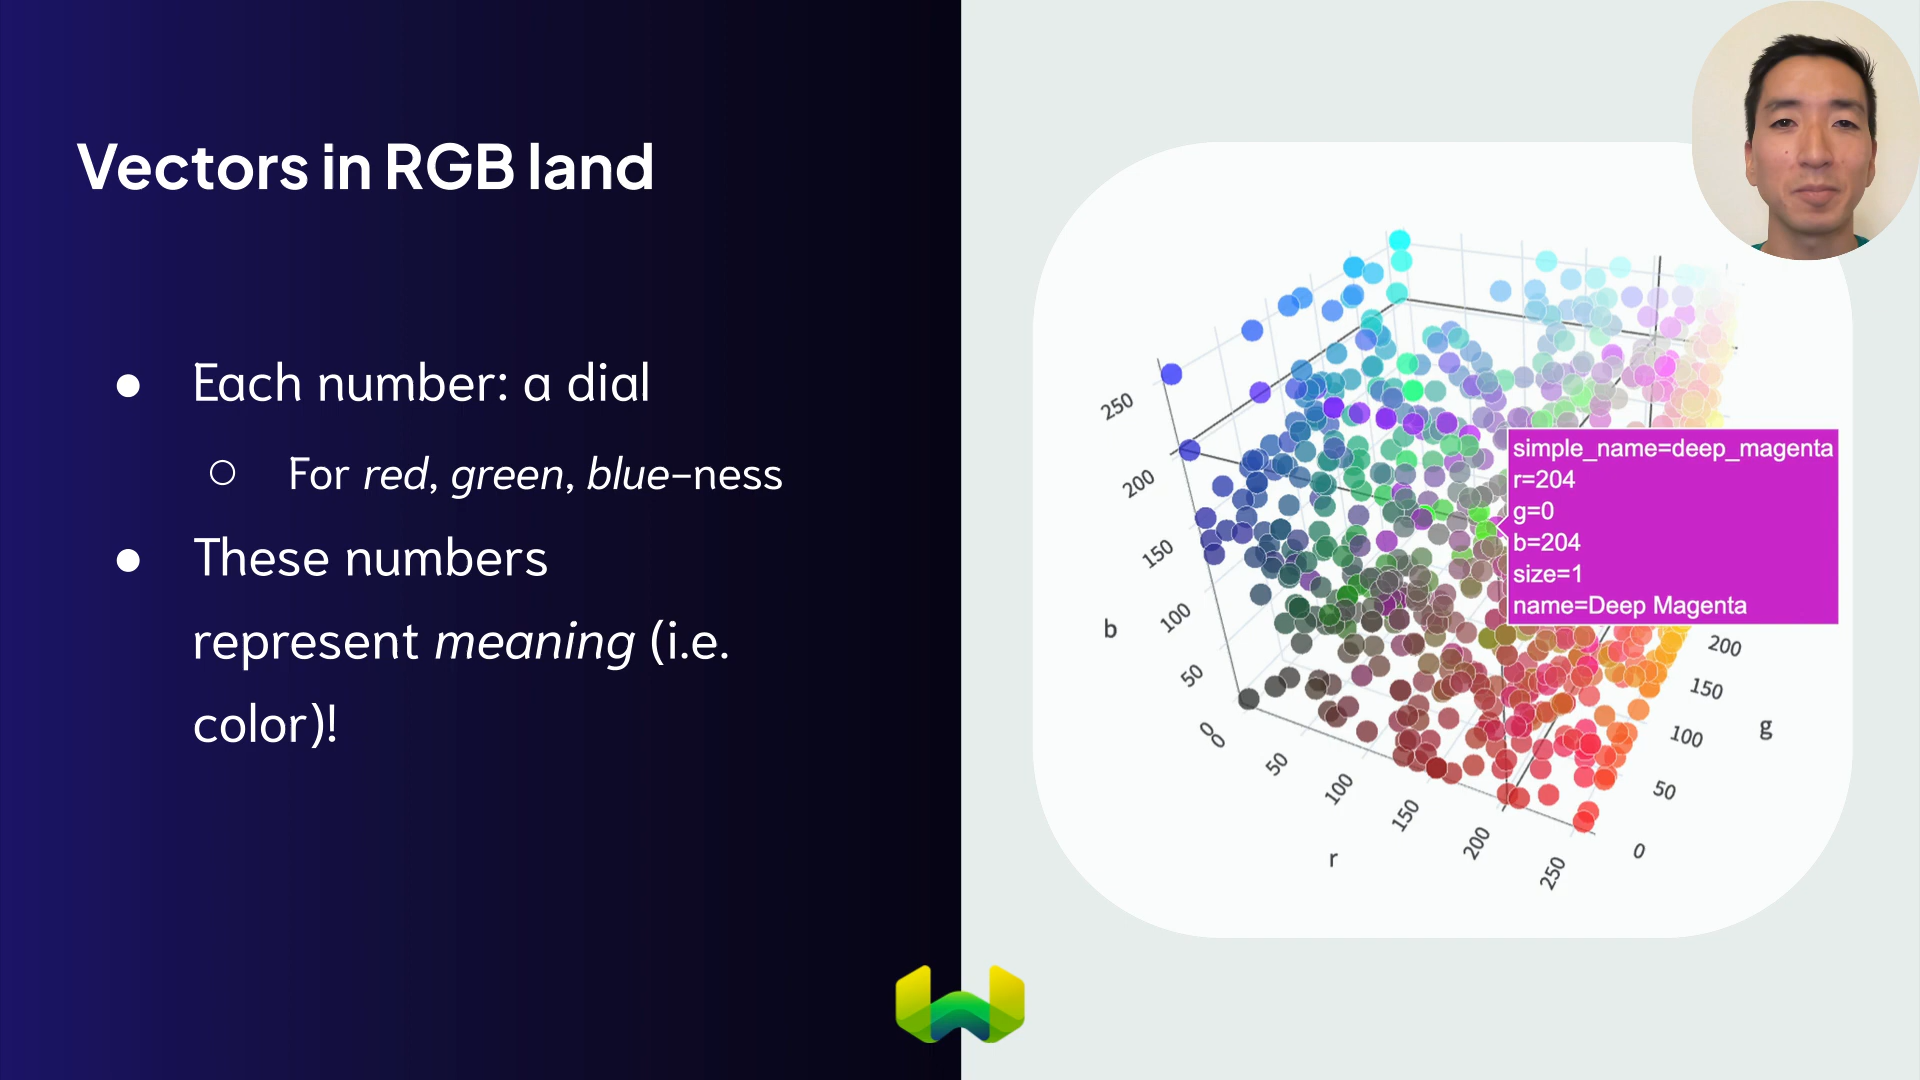 Vectors in RGB land
● Each number: a dial
○ For red, green, blue-ness
● These numbers
represent meaning (i.e.
color)!
simple_name=deep_magenta
r=204
g=0
b=204
size=1
name=Deep Magenta
250
200
150
100
50
0
b
0
50
100
150
200
250
r
200
150
100
50
0
g